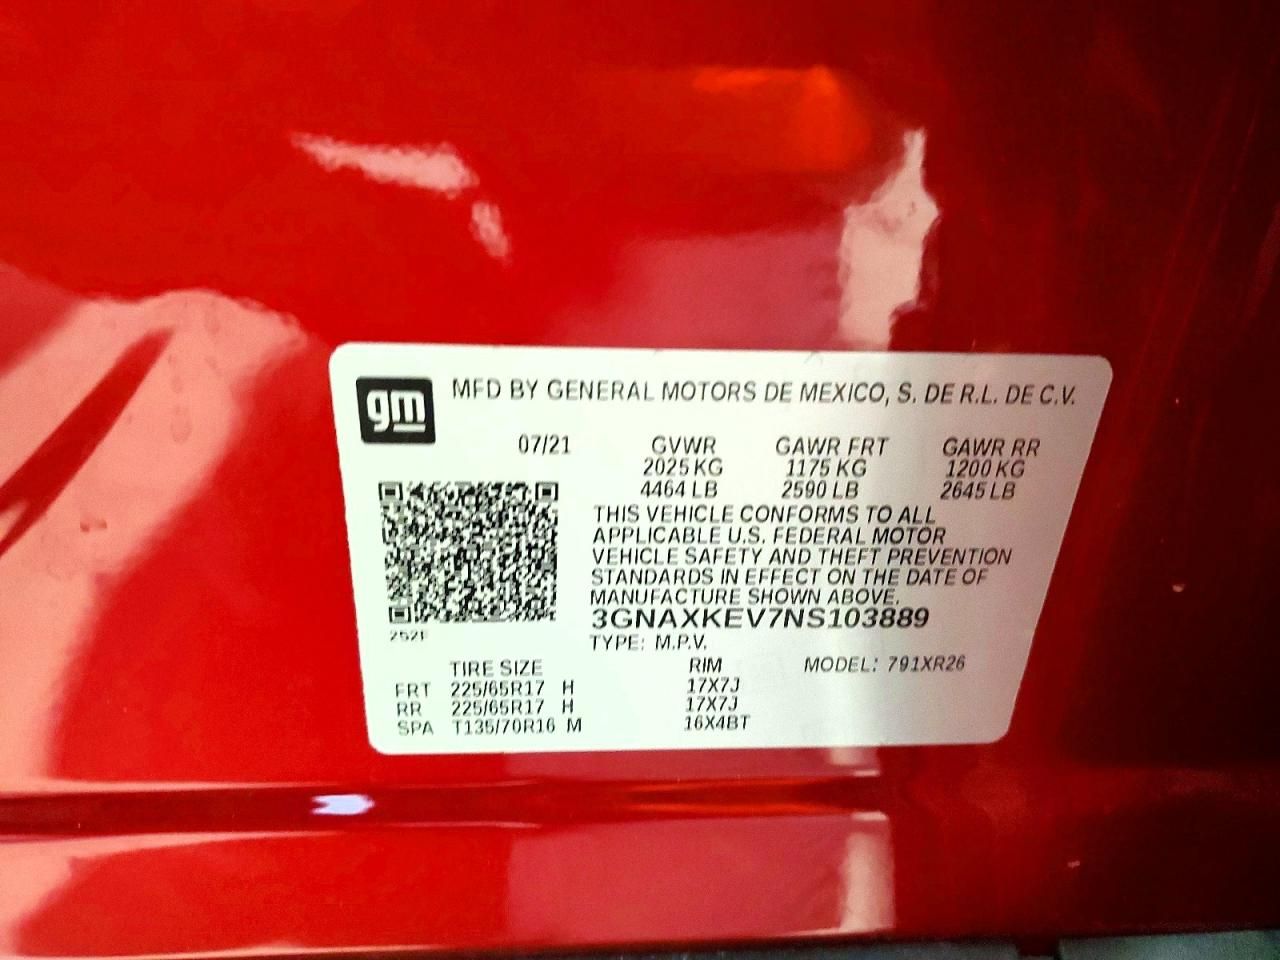 gm MFD BY GENERAL MOTORS DE MEXICO, S. DE R.L. DE C.V.
07/21 GVWR GAWR FRT GAWR RR
2025 KG 1175 KG 1200 KG
4464 LB 2590 LB 2645 LB
THIS VEHICLE CONFORMS TO ALL
APPLICABLE U.S. FEDERAL MOTOR
VEHICLE SAFETY AND THEFT PREVENTION
STANDARDS IN EFFECT ON THE DATE OF
MANUFACTURE SHOWN ABOVE.
3GNAXKEV7NS103889
252F
TYPE: M.P.V.
TIRE SIZE RIM MODEL: 791XR26
FRT 225/65R17 H 17X7J
RR 225/65R17 H 17X7J
SPA T135/70R16 M 16X4BT